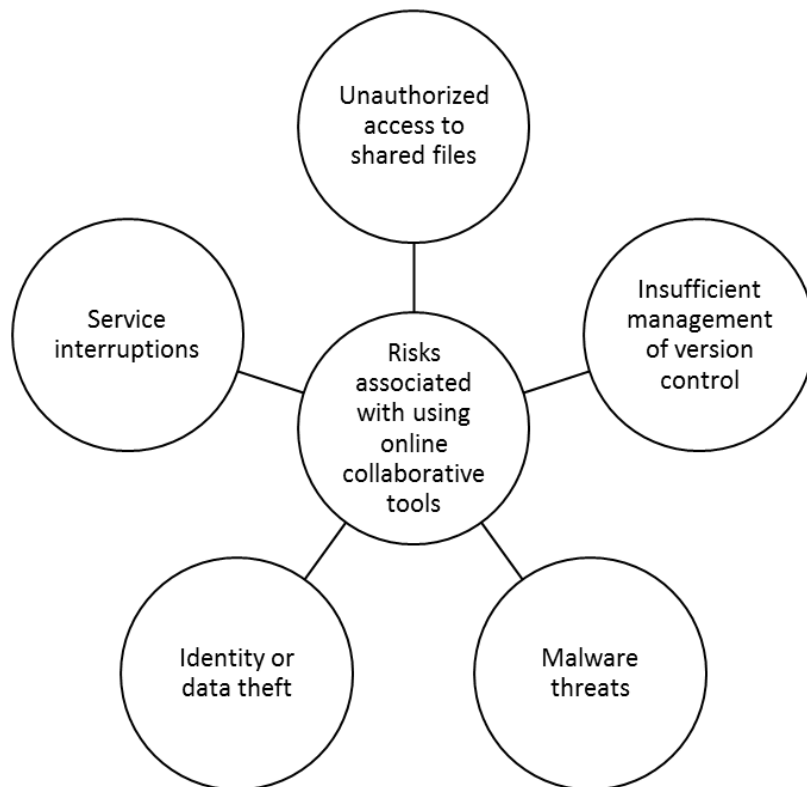 Unauthorized
access to
shared files
Service
interruptions
Insufficient
management
of version
control
Risks
associated
with using
online
collaborative
tools
Identity or
data theft
Malware
threats